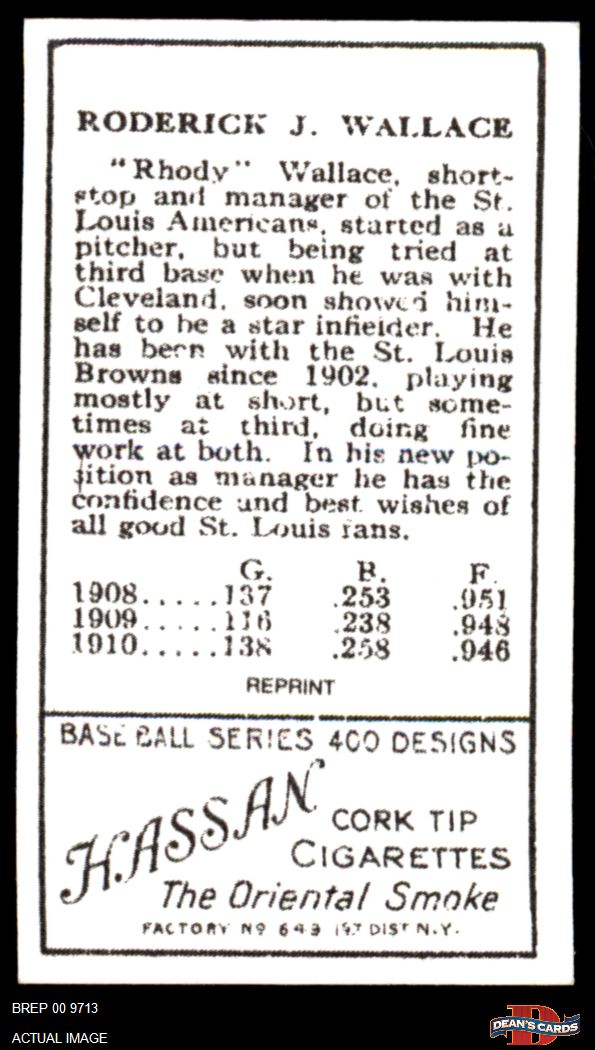 RODERICK J. WALLACE
"Rhody" Wallace, short-
stop and manager of the St.
Louis Americans, started as a
pitcher, but being tried at
third base when he was with
Cleveland, soon showed him-
self to be a star infielder. He
has been with the St. Louis
Browns since 1902, playing
mostly at short, but some-
times at third, doing fine
work at both. In his new po-
sition as manager he has the
confidence and best wishes of
all good St. Louis fans.
G. B. F.
1908.....137 .253 .951
1909.....116 .238 .948
1910.....138 .258 .946
REPRINT
BASE BALL SERIES 400 DESIGNS
HASSAN
CORK TIP
CIGARETTES
The Oriental Smoke
FACTORY No 649 1ST DIST N.Y.
BREP 00 9713
ACTUAL IMAGE
D
DEAN'S CARDS